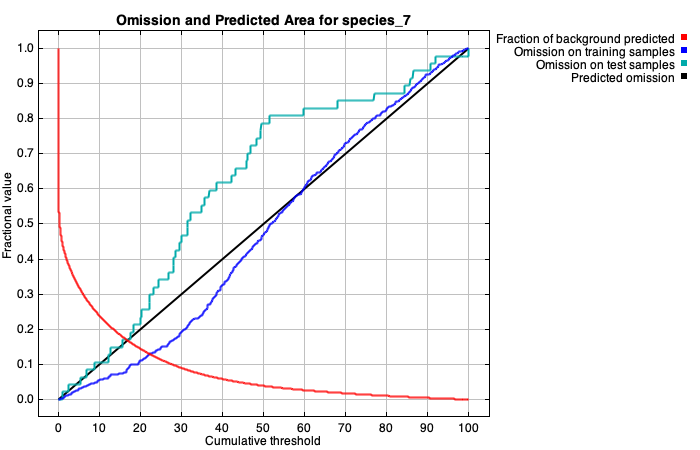 Omission and Predicted Area for species_7
Fraction of background predicted
Omission on training samples
Omission on test samples
Predicted omission
Fractional value
1.0
0.9
0.8
0.7
0.6
0.5
0.4
0.3
0.2
0.1
0.0
0 10 20 30 40 50 60 70 80 90 100
Cumulative threshold